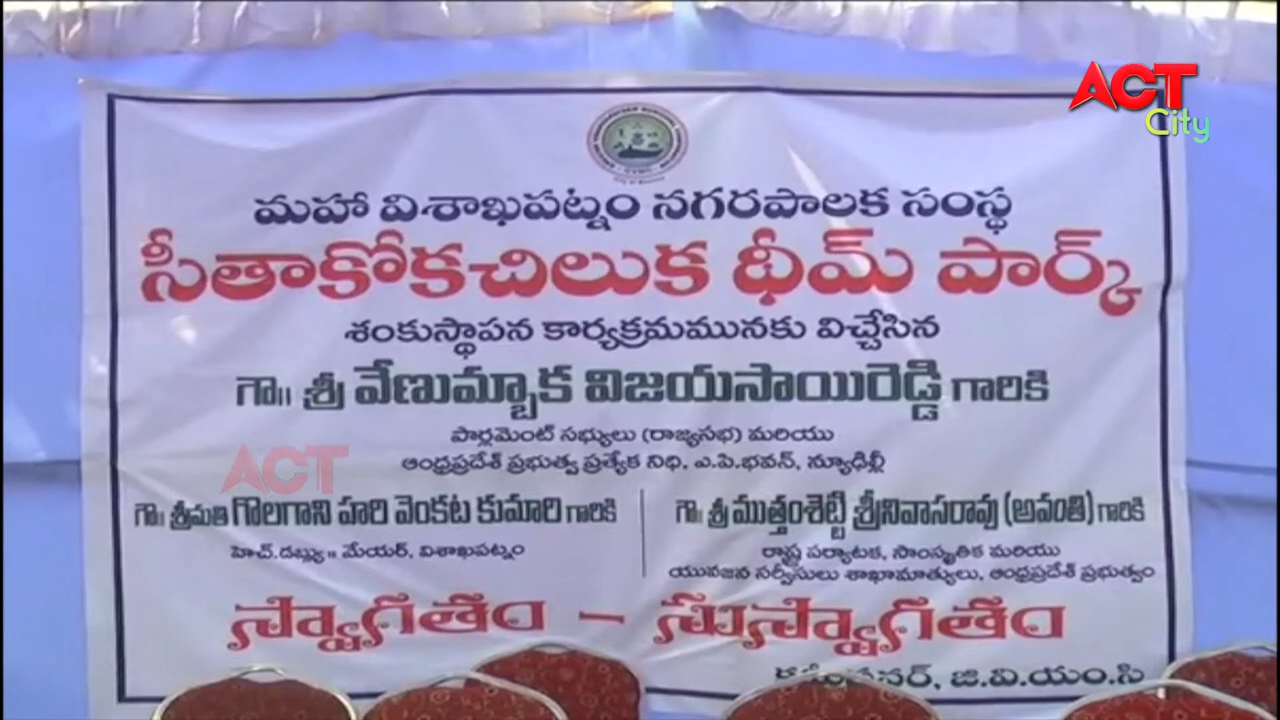 ACT
City
మహా విశాఖపట్నం నగరపాలక సంస్థ
సీతాకోకచిలుక థీమ్ పార్క్
శంకుస్థాపన కార్యక్రమమునకు విచ్చేసిన
గౌ|| శ్రీ వేణుమ్బాక విజయసాయిరెడ్డి గారికి
పార్లమెంట్ సభ్యులు (రాజ్యసభ) మరియు
ఆంధ్రప్రదేశ్ ప్రభుత్వ ప్రత్యేక నిధి, ఎ.పి.భవన్, న్యూఢిల్లీ
ACT
గౌ|| శ్రీమతి గొలగాని హరి వెంకట కుమారి గారికి
హెచ్.డబ్ల్యు|| మేయర్, విశాఖపట్నం
గౌ|| శ్రీ ముత్తంశెట్టి శ్రీనివాసరావు (అవంతి) గారికి
రాష్ట్ర పర్యాటక, సాంస్కృతిక మరియు
యువజన సర్వీసులు శాఖామాత్యులు, ఆంధ్రప్రదేశ్ ప్రభుత్వం
స్వాగతం - సుస్వాగతం
జి.వి.యం.సి